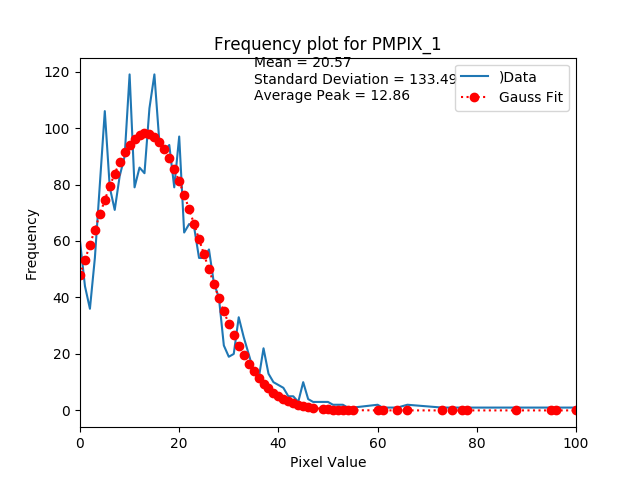 Frequency plot for PMPIX_1
Mean = 20.57
Standard Deviation = 133.49
Average Peak = 12.86
)Data
Gauss Fit
120
100
80
60
40
20
0
Frequency
0 20 40 60 80 100
Pixel Value